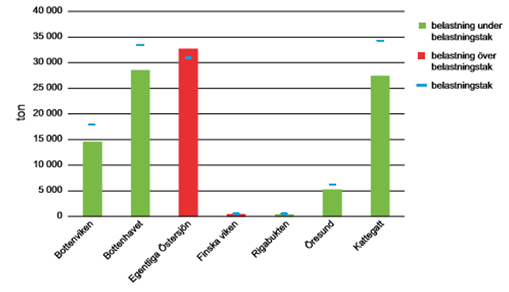 40 000
35 000
30 000
25 000
20 000
15 000
10 000
5 000
0
ton
Bottenviken
Bottenhavet
Egentliga Östersjön
Finska viken
Rigabukten
Öresund
Kattegatt
belastning under
belastningstak
belastning över
belastningstak
belastningstak